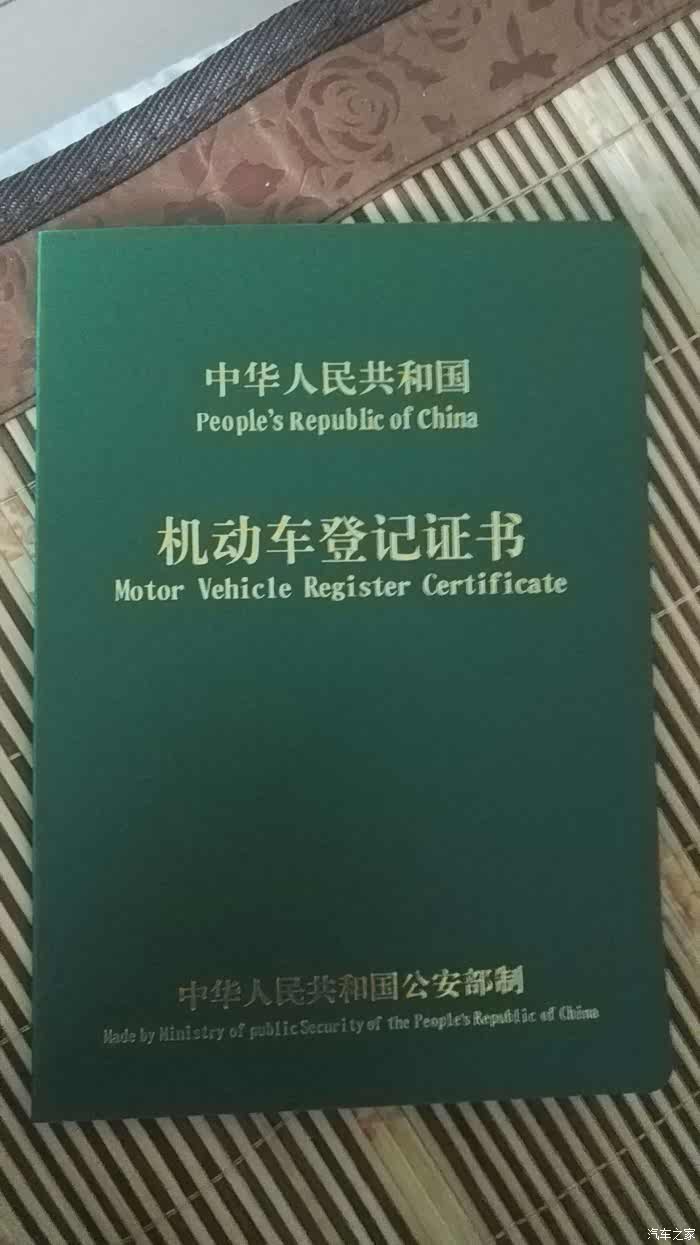 中华人民共和国
People's Republic of China
机动车登记证书
Motor Vehicle Register Certificate
中华人民共和国公安部制
Made by Ministry of public Security of the People's Republic of China
汽车之家